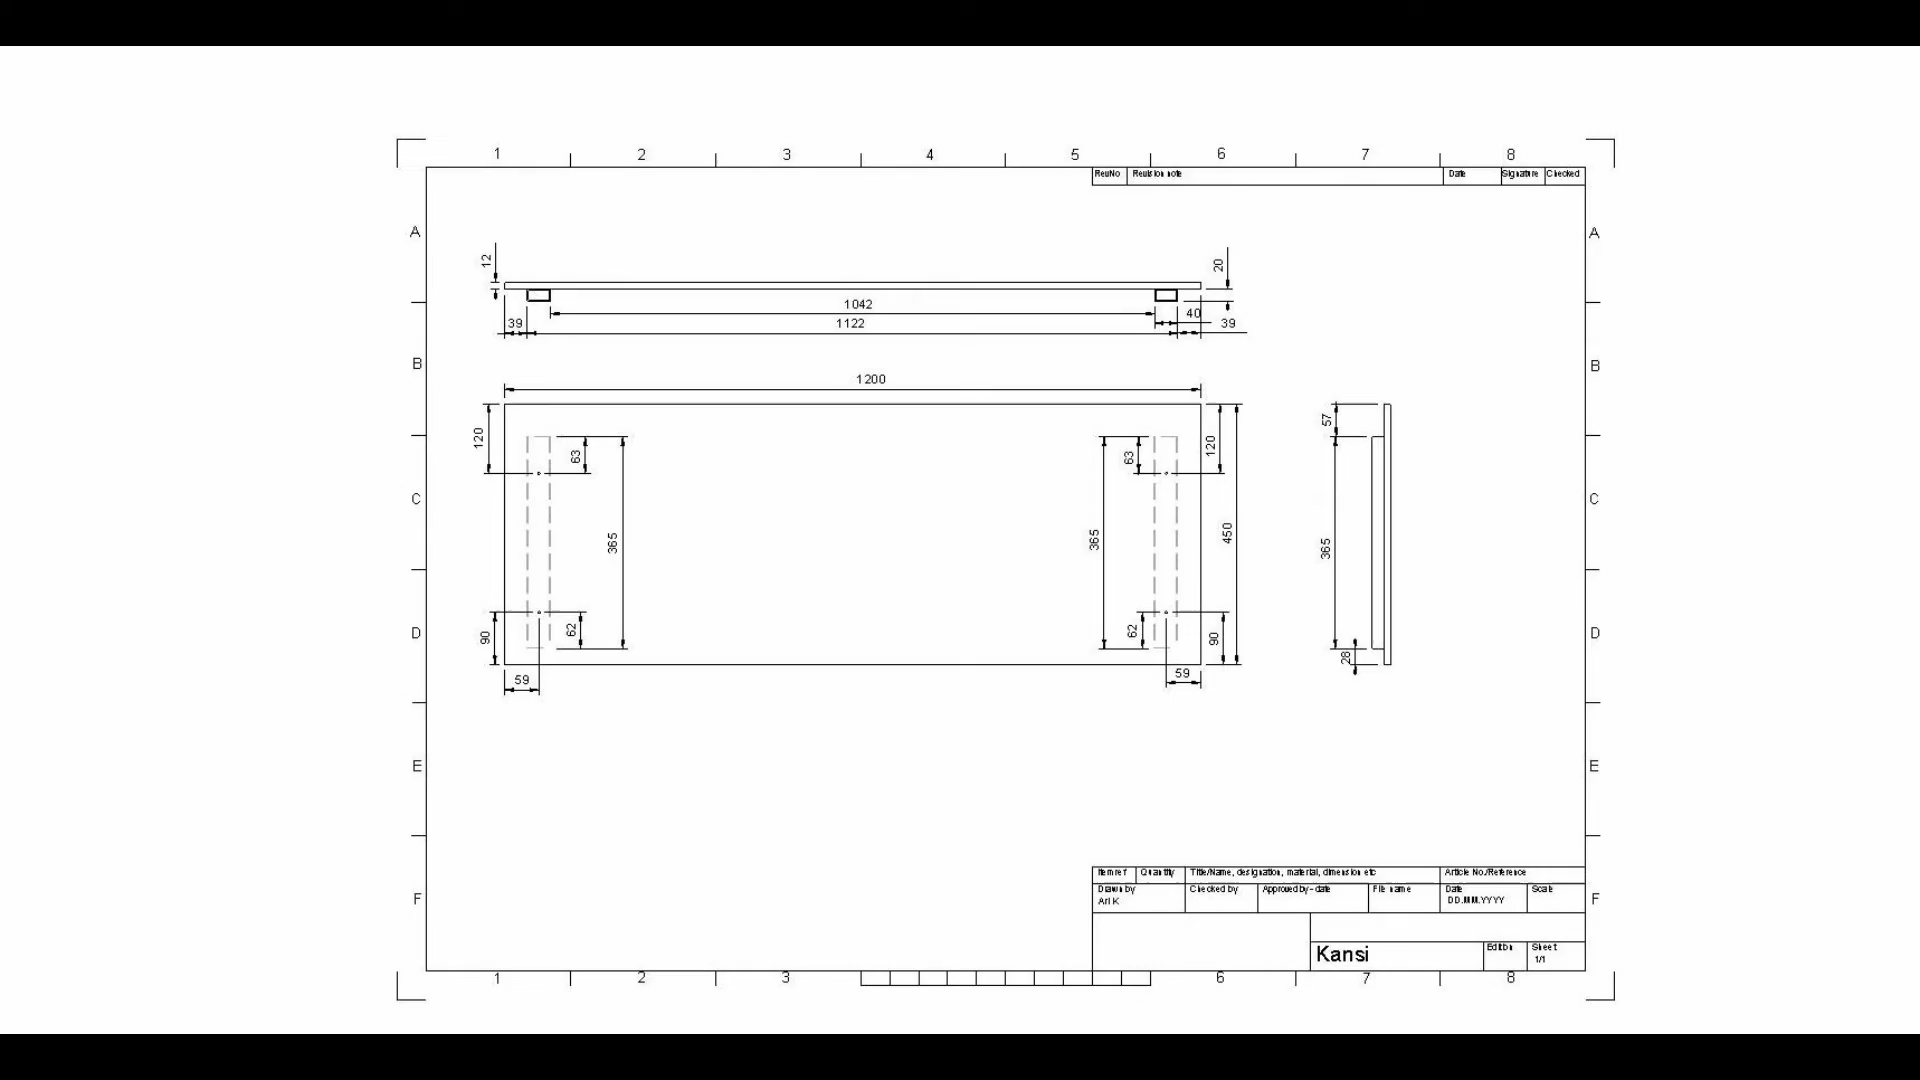 1 2 3 4 5 6 7 8
RevNo Revision note Date Signature Checked
A A
12 20
1042
40
39 1122 39
B B
1200
57
120 63 63 120
C C
365 365 450 365
D D
90 62 62 90 28
59 59
E E
Itemref Quantity Title/Name, designation, material, dimension etc Article No./Reference
Drawn by Checked by Approved by - date File name Date Scale
Ari K DD.MM.YYYY
F F
Kansi Edition Sheet
1/1
1 2 3 6 7 8